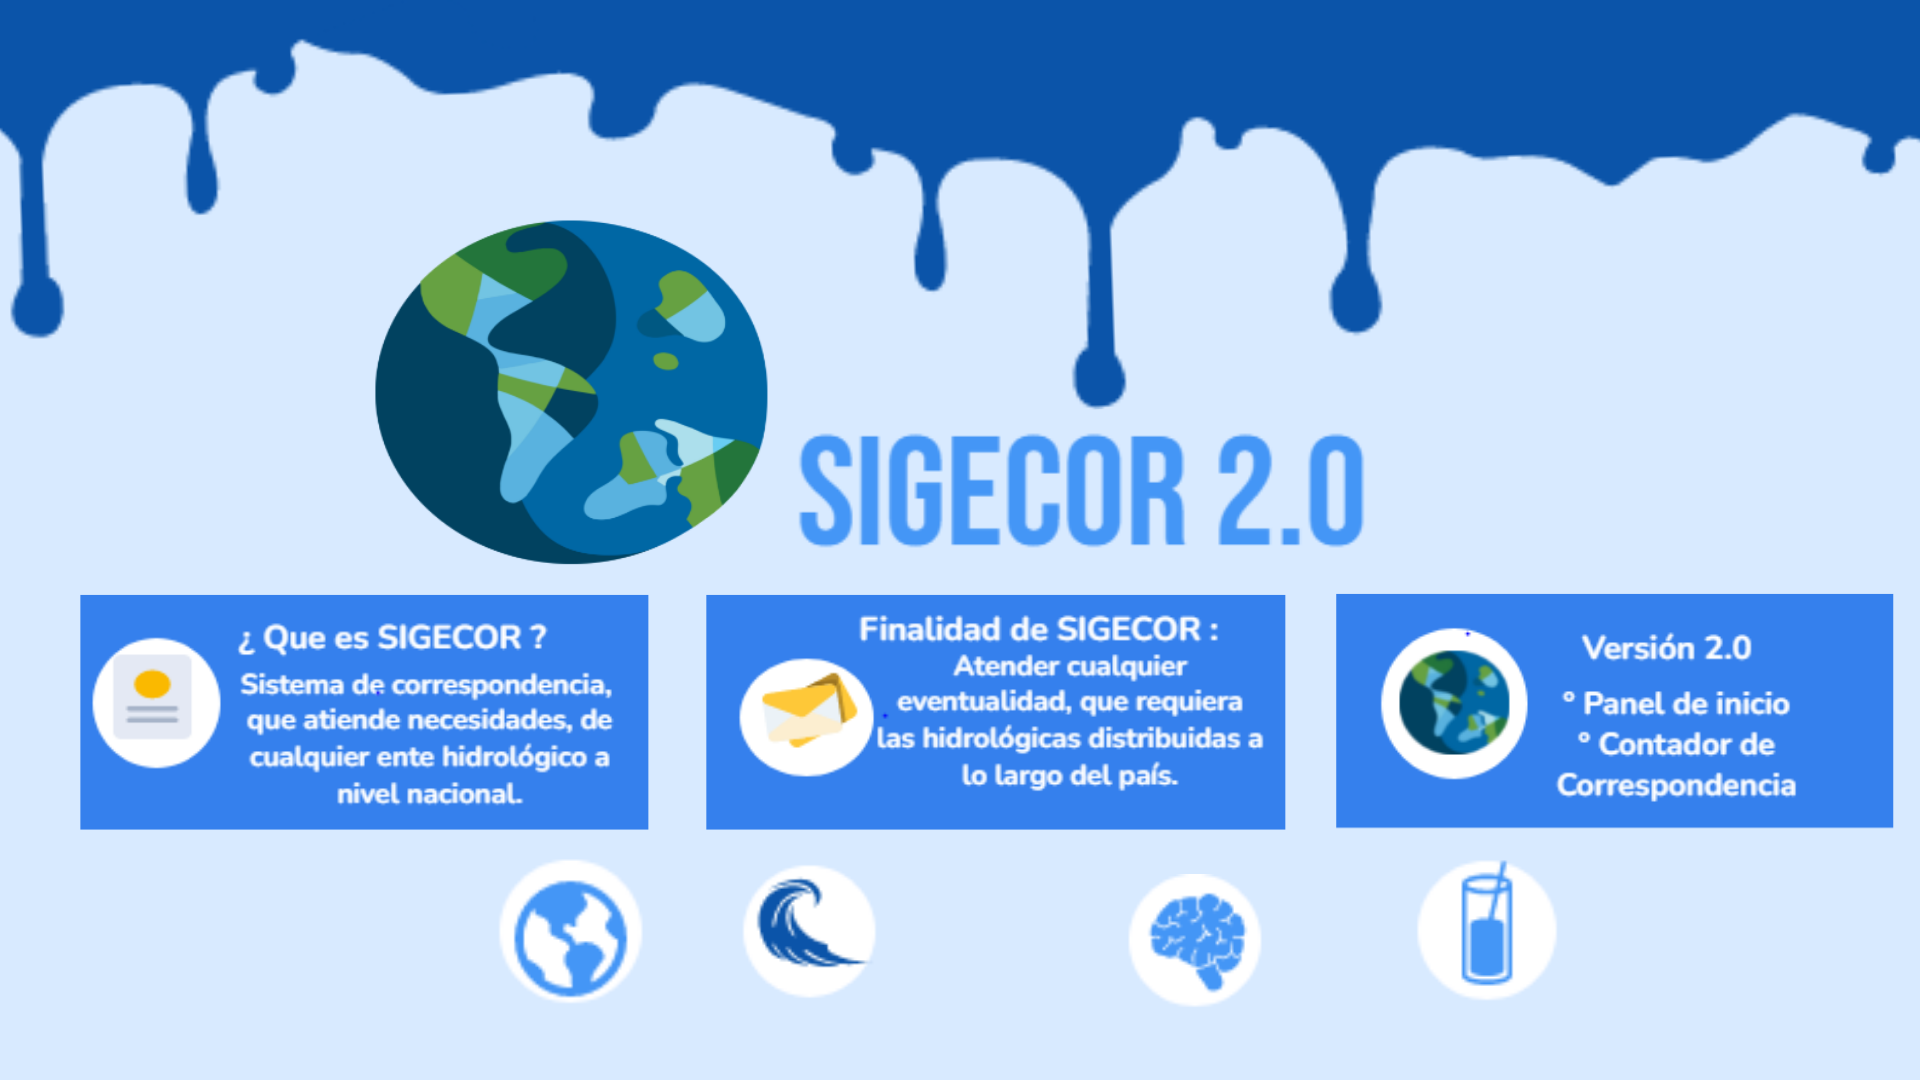 SIGECOR 2.0
¿ Que es SIGECOR ?
Sistema de correspondencia,
que atiende necesidades, de
cualquier ente hidrológico a
nivel nacional.
Finalidad de SIGECOR :
Atender cualquier
eventualidad, que requiera
las hidrológicas distribuidas a
lo largo del país.
Versión 2.0
° Panel de inicio
° Contador de
Correspondencia